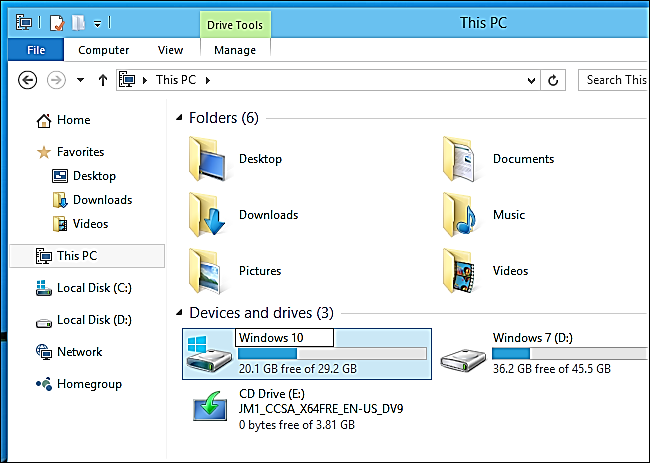 Drive Tools
This PC
File
Computer
View
Manage
This PC
Search This
Home
Favorites
Desktop
Downloads
Videos
This PC
Local Disk (C:)
Local Disk (D:)
Network
Homegroup
Folders (6)
Desktop
Documents
Downloads
Music
Pictures
Videos
Devices and drives (3)
Windows 10
20.1 GB free of 29.2 GB
Windows 7 (D:)
36.2 GB free of 45.5 GB
CD Drive (E:)
JM1_CCSA_X64FRE_EN-US_DV9
0 bytes free of 3.81 GB